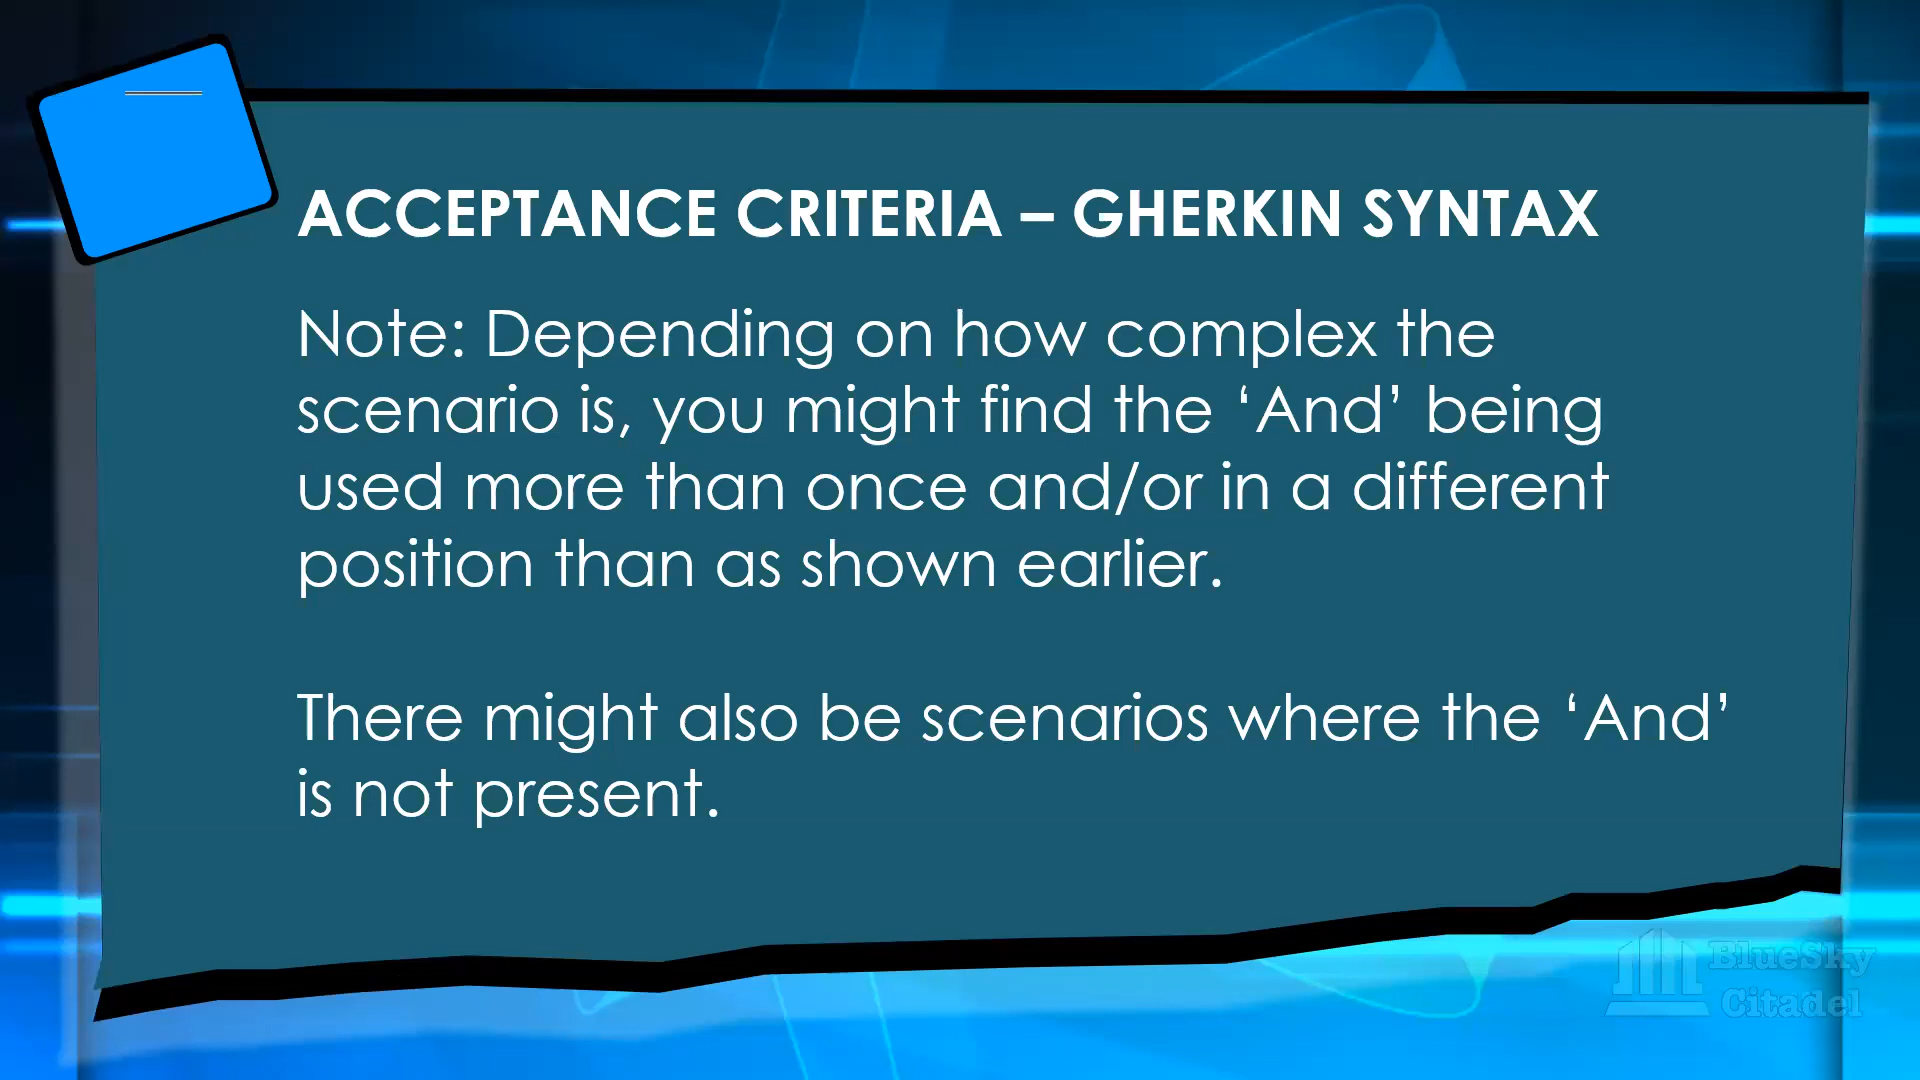 ACCEPTANCE CRITERIA – GHERKIN SYNTAX
Note: Depending on how complex the
scenario is, you might find the ‘And’ being
used more than once and/or in a different
position than as shown earlier.
There might also be scenarios where the ‘And’
is not present.
BlueSky
Citadel